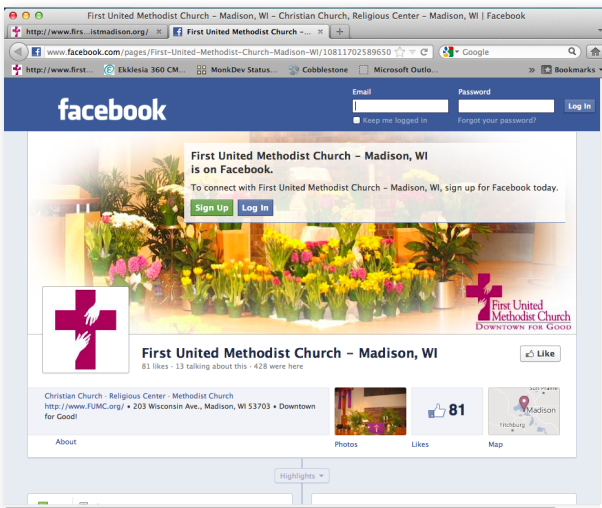 First United Methodist Church – Madison, WI – Christian Church, Religious Center – Madison, WI | Facebook
http://www.firs...istmadison.org/
First United Methodist Church –...
www.facebook.com/pages/First-United-Methodist-Church-Madison-WI/10811702589650
Google
http://www.first...
Ekklesia 360 CM...
MonkDev Status...
Cobblestone
Microsoft Outlo...
»
Bookmarks
facebook
Email
Password
Log In
Keep me logged in
Forgot your password?
First United Methodist Church – Madison, WI
is on Facebook.
To connect with First United Methodist Church – Madison, WI, sign up for Facebook today.
Sign Up
Log In
First United
Methodist Church
DOWNTOWN FOR GOOD
First United Methodist Church – Madison, WI
81 likes · 13 talking about this · 428 were here
Like
Christian Church · Religious Center · Methodist Church
http://www.FUMC.org/ • 203 Wisconsin Ave., Madison, WI 53703 • Downtown
for Good!
About
Photos
81
Likes
Sun Prairie
Madison
Fitchburg
Map
Highlights